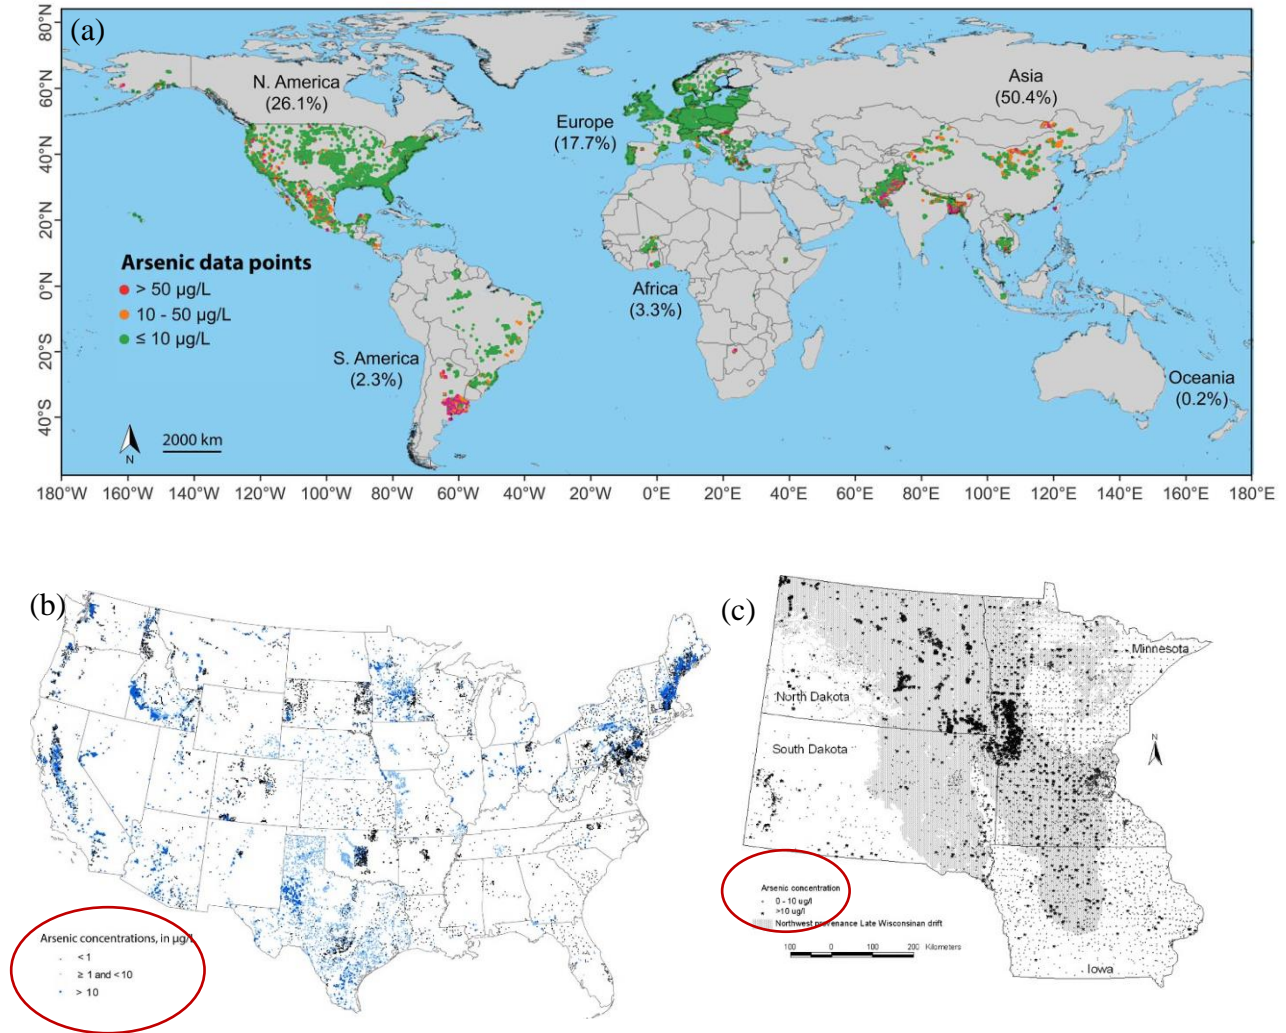 (a)
80°N
60°N
40°N
20°N
0°N
20°S
40°S
N. America
(26.1%)
Europe
(17.7%)
Asia
(50.4%)
Africa
(3.3%)
S. America
(2.3%)
Oceania
(0.2%)
Arsenic data points
> 50 µg/L
10 - 50 µg/L
≤ 10 µg/L
N
2000 km
180°W 160°W 140°W 120°W 100°W 80°W 60°W 40°W 20°W 0°E 20°E 40°E 60°E 80°E 100°E 120°E 140°E 160°E 180°E
(b)
Arsenic concentrations, in µg/L
< 1
≥ 1 and <10
> 10
(c)
Minnesota
North Dakota
South Dakota
Iowa
N
Arsenic concentration
0 - 10 ug/l
>10 ug/l
Northwest provenance Late Wisconsinan drift
100 0 100 200 Kilometers